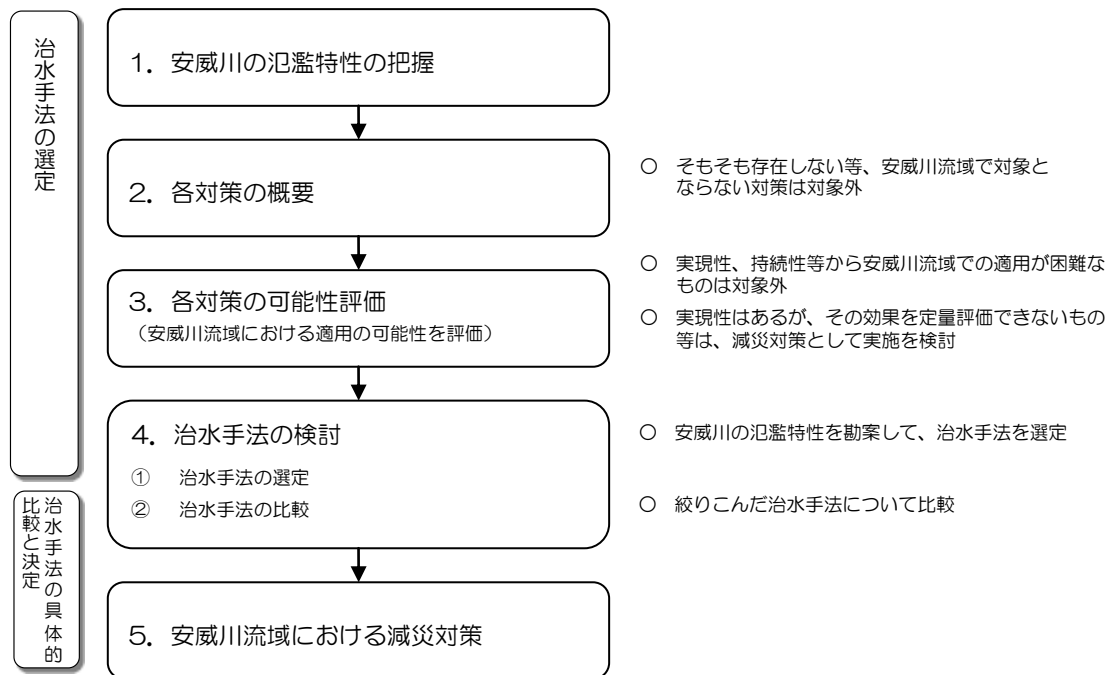 治水手法の選定
1. 安威川の氾濫特性の把握
2. 各対策の概要
○ そもそも存在しない等、安威川流域で対象と
ならない対策は対象外
3. 各対策の可能性評価
(安威川流域における適用の可能性を評価)
○ 実現性、持続性等から安威川流域での適用が困難な
ものは対象外
○ 実現性はあるが、その効果を定量評価できないもの
等は、減災対策として実施を検討
4. 治水手法の検討
① 治水手法の選定
② 治水手法の比較
○ 安威川の氾濫特性を勘案して、治水手法を選定
○ 絞りこんだ治水手法について比較
治水手法の具体的
比較と決定
5. 安威川流域における減災対策